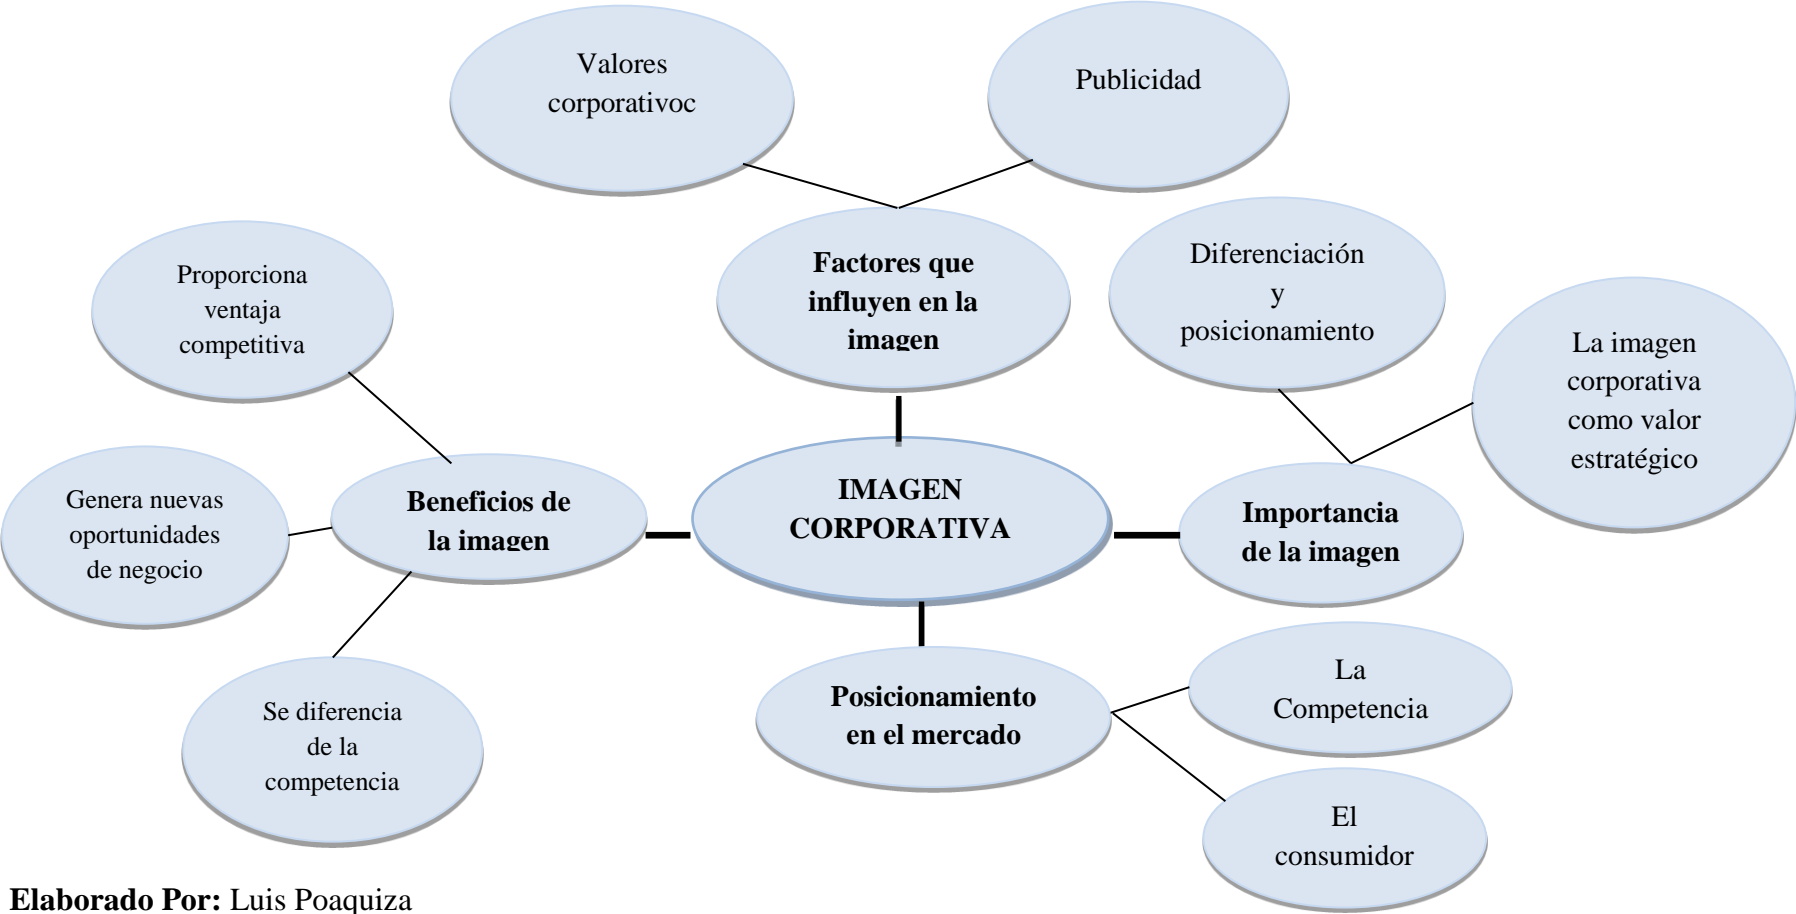 Valores
corporativoc
Publicidad
Factores que
influyen en la
imagen
Diferenciación
y
posicionamiento
La imagen
corporativa
como valor
estratégico
Proporciona
ventaja
competitiva
Genera nuevas
oportunidades
de negocio
Beneficios de
la imagen
IMAGEN
CORPORATIVA
Importancia
de la imagen
Se diferencia
de la
competencia
Posicionamiento
en el mercado
La
Competencia
El
consumidor
Elaborado Por: Luis Poaquiza